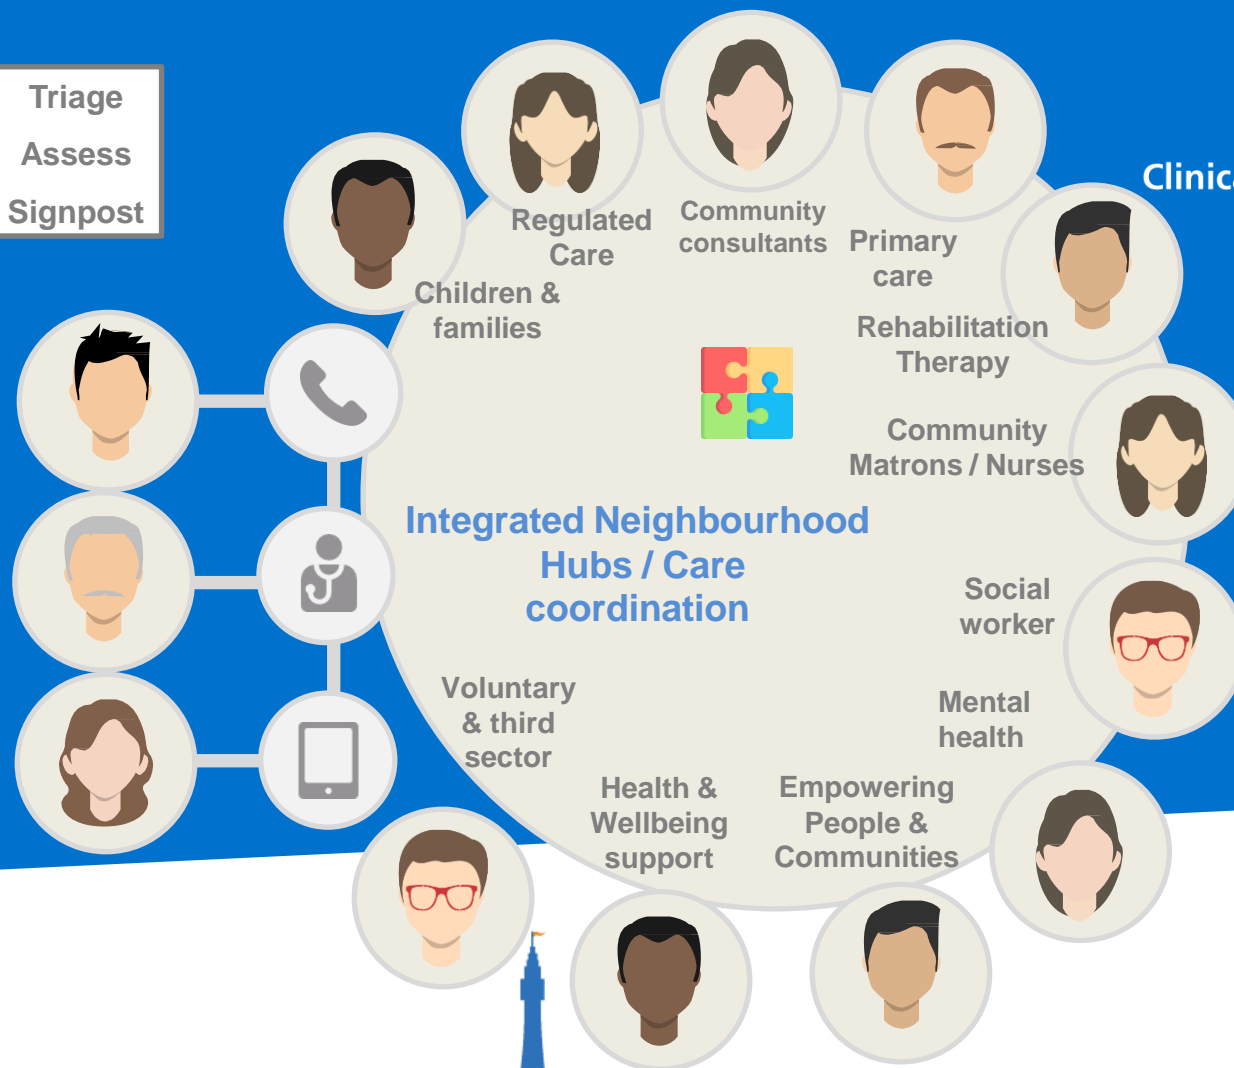 Triage
Assess
Signpost
Regulated
Care
Community
consultants
Primary
care
Children &
families
Rehabilitation
Therapy
Community
Matrons / Nurses
Integrated Neighbourhood
Hubs / Care
coordination
Social
worker
Mental
health
Voluntary
& third
sector
Health &
Wellbeing
support
Empowering
People &
Communities